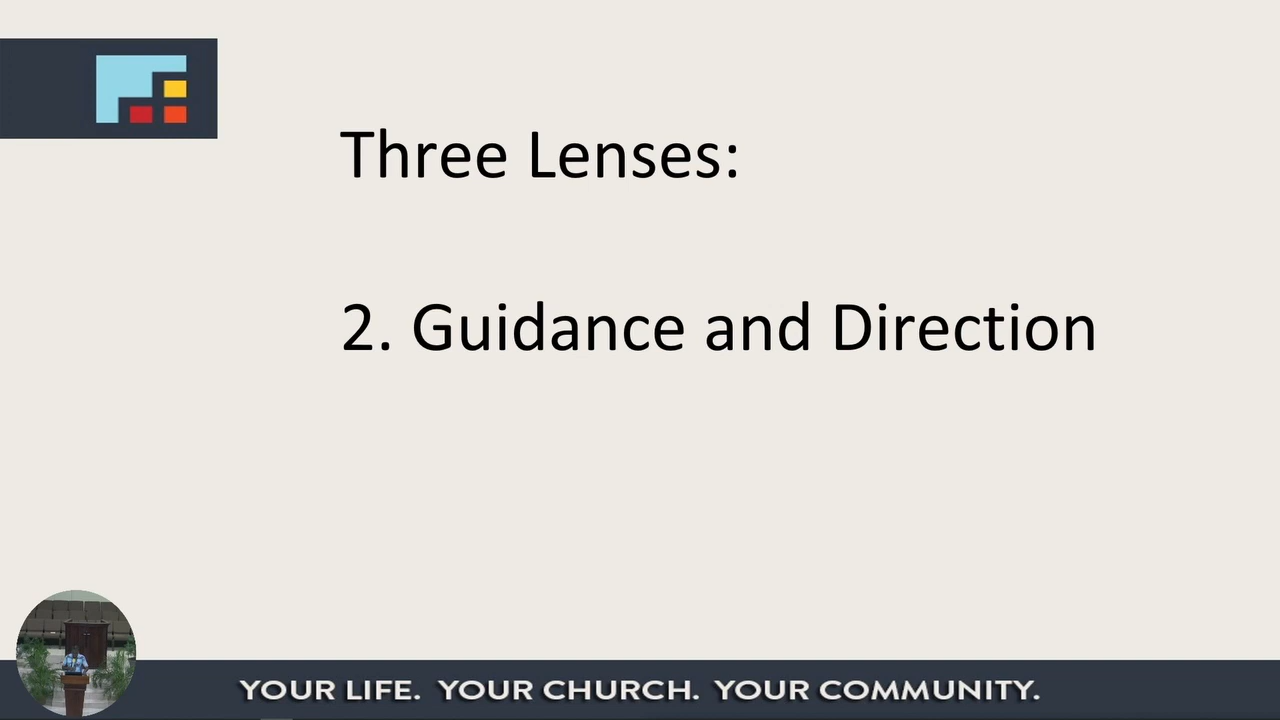 Three Lenses:
2. Guidance and Direction
YOUR LIFE. YOUR CHURCH. YOUR COMMUNITY.